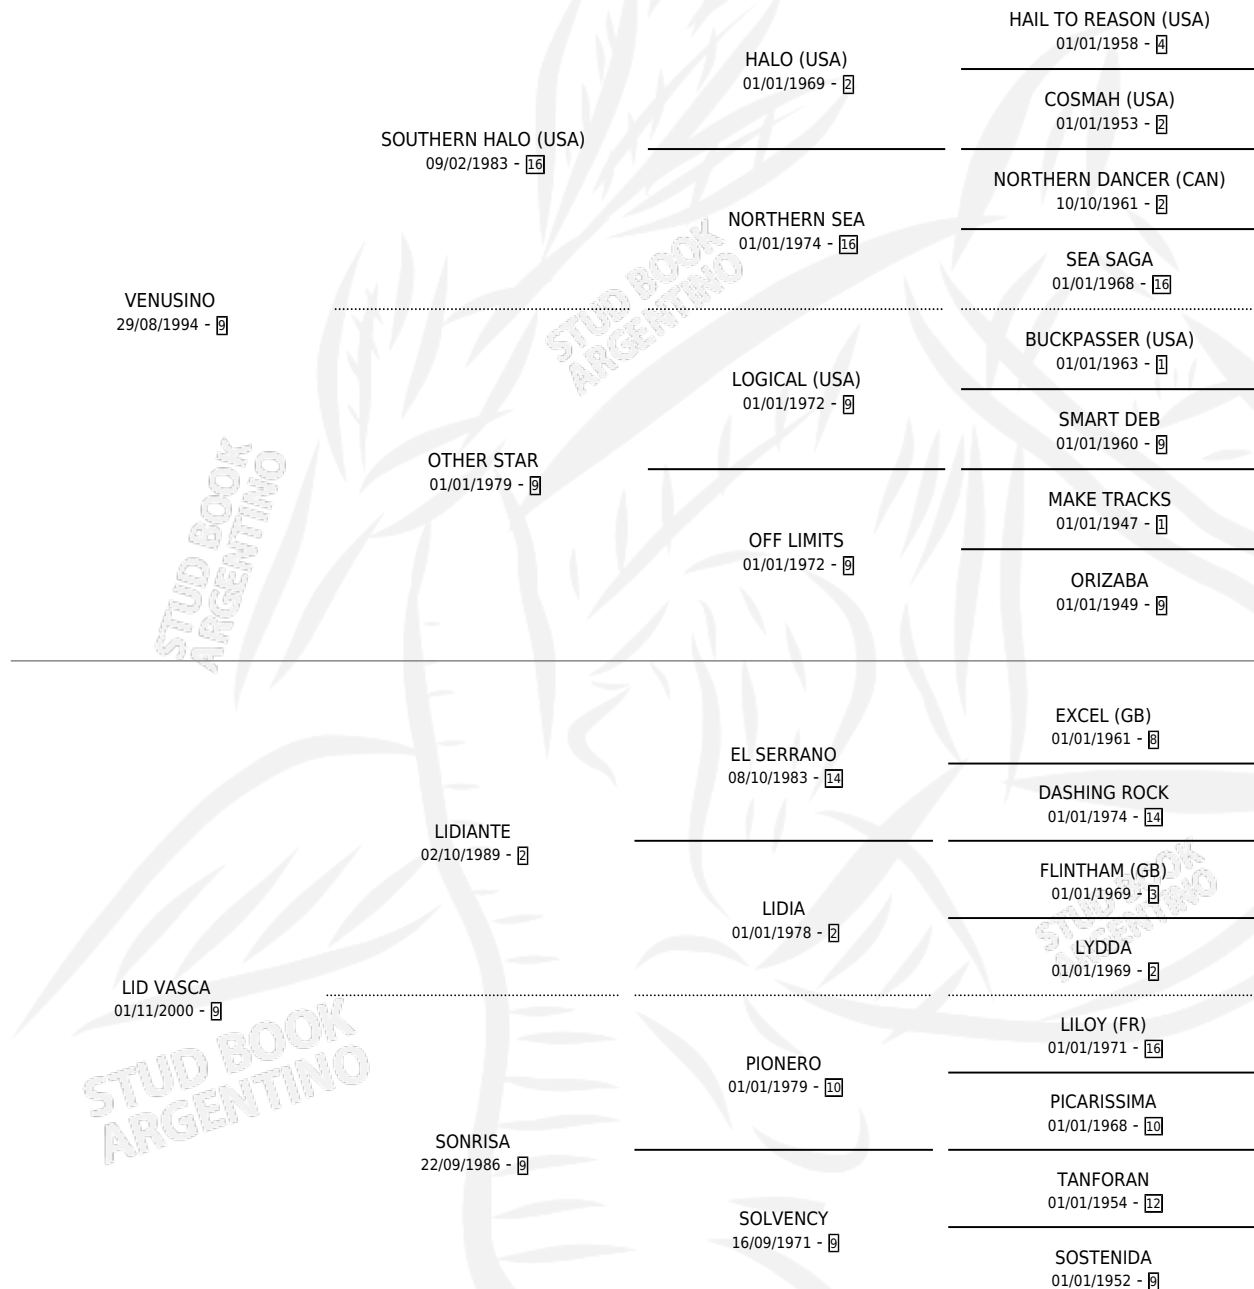 HAIL TO REASON (USA)
01/01/1958 - 4
HALO (USA)
01/01/1969 - 2
COSMAH (USA)
01/01/1953 - 2
SOUTHERN HALO (USA)
09/02/1983 - 16
NORTHERN DANCER (CAN)
10/10/1961 - 2
NORTHERN SEA
01/01/1974 - 16
SEA SAGA
01/01/1968 - 16
VENUSINO
29/08/1994 - 9
BUCKPASSER (USA)
01/01/1963 - 1
LOGICAL (USA)
01/01/1972 - 9
SMART DEB
01/01/1960 - 9
OTHER STAR
01/01/1979 - 9
MAKE TRACKS
01/01/1947 - 1
OFF LIMITS
01/01/1972 - 9
ORIZABA
01/01/1949 - 9
EXCEL (GB)
01/01/1961 - 8
EL SERRANO
08/10/1983 - 14
DASHING ROCK
01/01/1974 - 14
LIDIANTE
02/10/1989 - 2
FLINTHAM (GB)
01/01/1969 - 3
LIDIA
01/01/1978 - 2
LYDDA
01/01/1969 - 2
LID VASCA
01/11/2000 - 9
LILOY (FR)
01/01/1971 - 16
PIONERO
01/01/1979 - 10
PICARISSIMA
01/01/1968 - 10
SONRISA
22/09/1986 - 9
TANFORAN
01/01/1954 - 12
SOLVENCY
16/09/1971 - 9
SOSTENIDA
01/01/1952 - 9
STUD BOOK
ARGENTINO
STUD BOOK
ARGENTINO
STUD BOOK
ARGENTINO
STUD BOOK
ARGENTINO